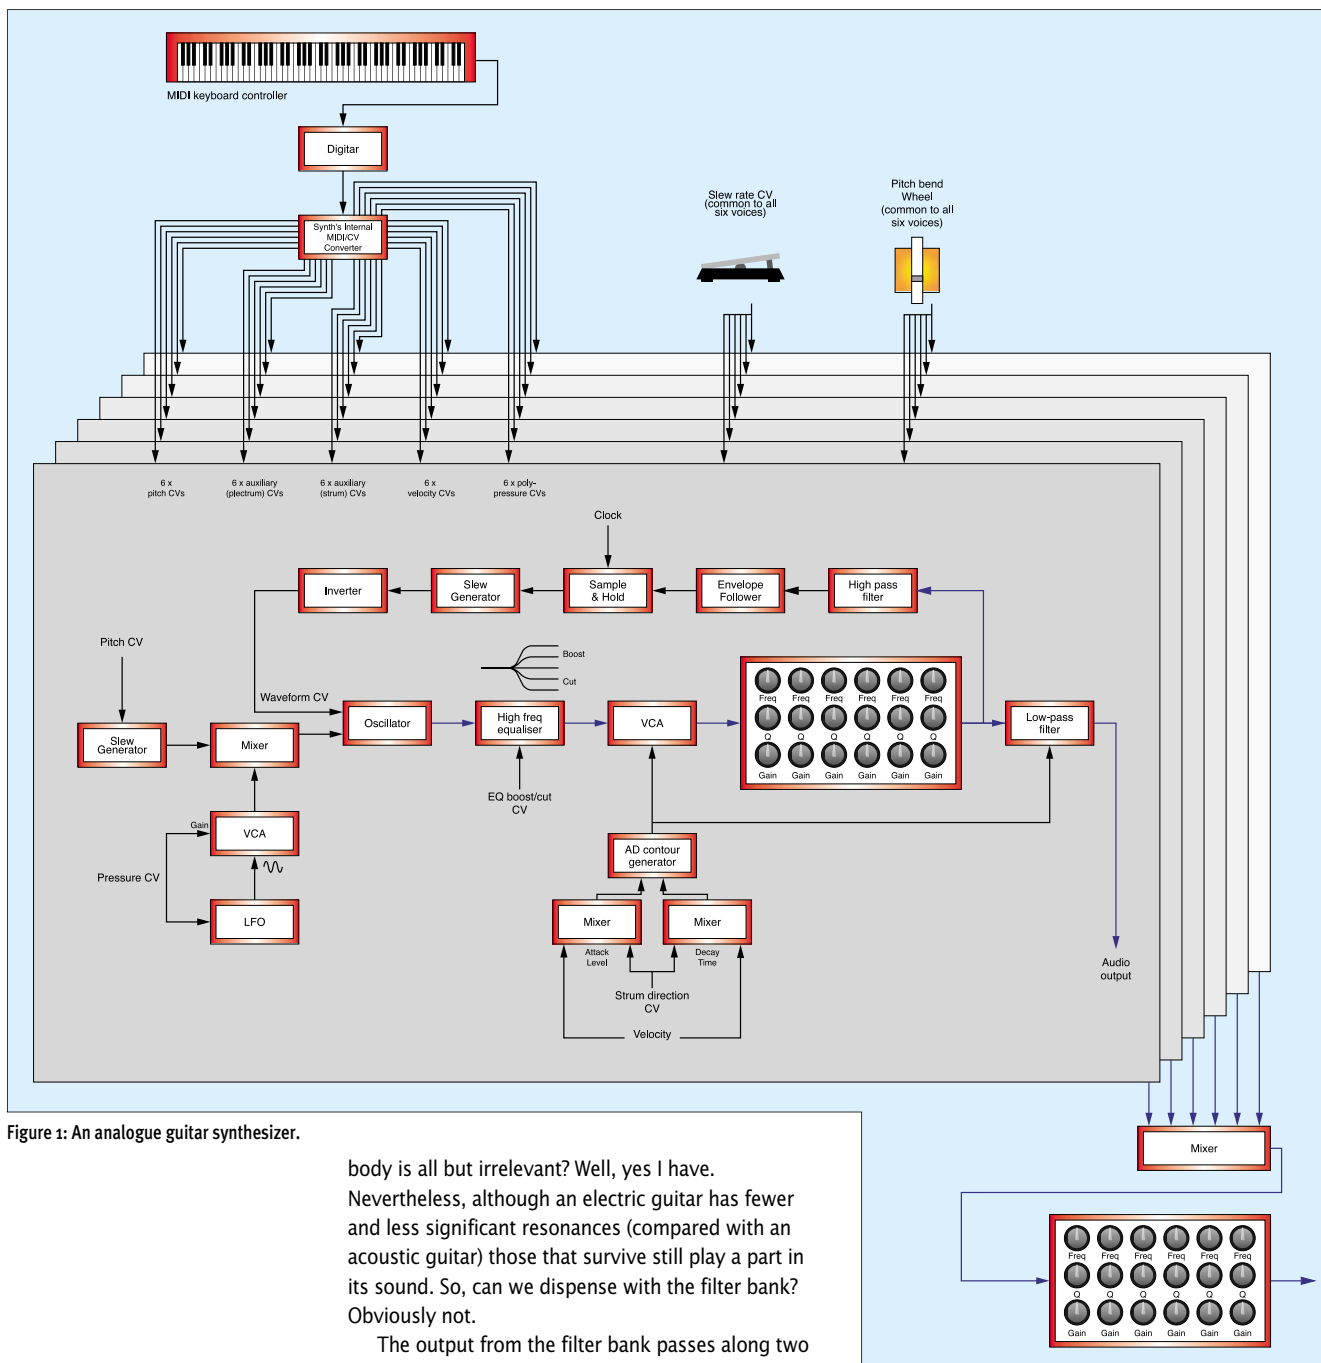 MIDI keyboard controller
Digitar
Synth's Internal
MIDI/CV
Converter
Slew rate CV
(common to all
six voices)
Pitch bend
Wheel
(common to all
six voices)
6 x
pitch CVs
6 x auxiliary
(plectrum) CVs
6 x auxiliary
(strum) CVs
6 x
velocity CVs
6 x poly-
pressure CVs
Clock
Inverter
Slew
Generator
Sample
& Hold
Envelope
Follower
High pass
filter
Pitch CV
Boost
Cut
Waveform CV
Slew
Generator
Mixer
Oscillator
High freq
equaliser
VCA
Freq Freq Freq Freq Freq Freq
Q Q Q Q Q Q
Gain Gain Gain Gain Gain Gain
Low-pass
filter
EQ boost/cut
CV
Gain
VCA
Pressure CV
LFO
AD contour
generator
Mixer
Mixer
Attack
Level
Decay
Time
Strum direction
CV
Velocity
Audio
output
Mixer
Freq Freq Freq Freq Freq Freq
Q Q Q Q Q Q
Gain Gain Gain Gain Gain Gain
Figure 1: An analogue guitar synthesizer.
body is all but irrelevant? Well, yes I have.
Nevertheless, although an electric guitar has fewer
and less significant resonances (compared with an
acoustic guitar) those that survive still play a part in
its sound. So, can we dispense with the filter bank?
Obviously not.
The output from the filter bank passes along two